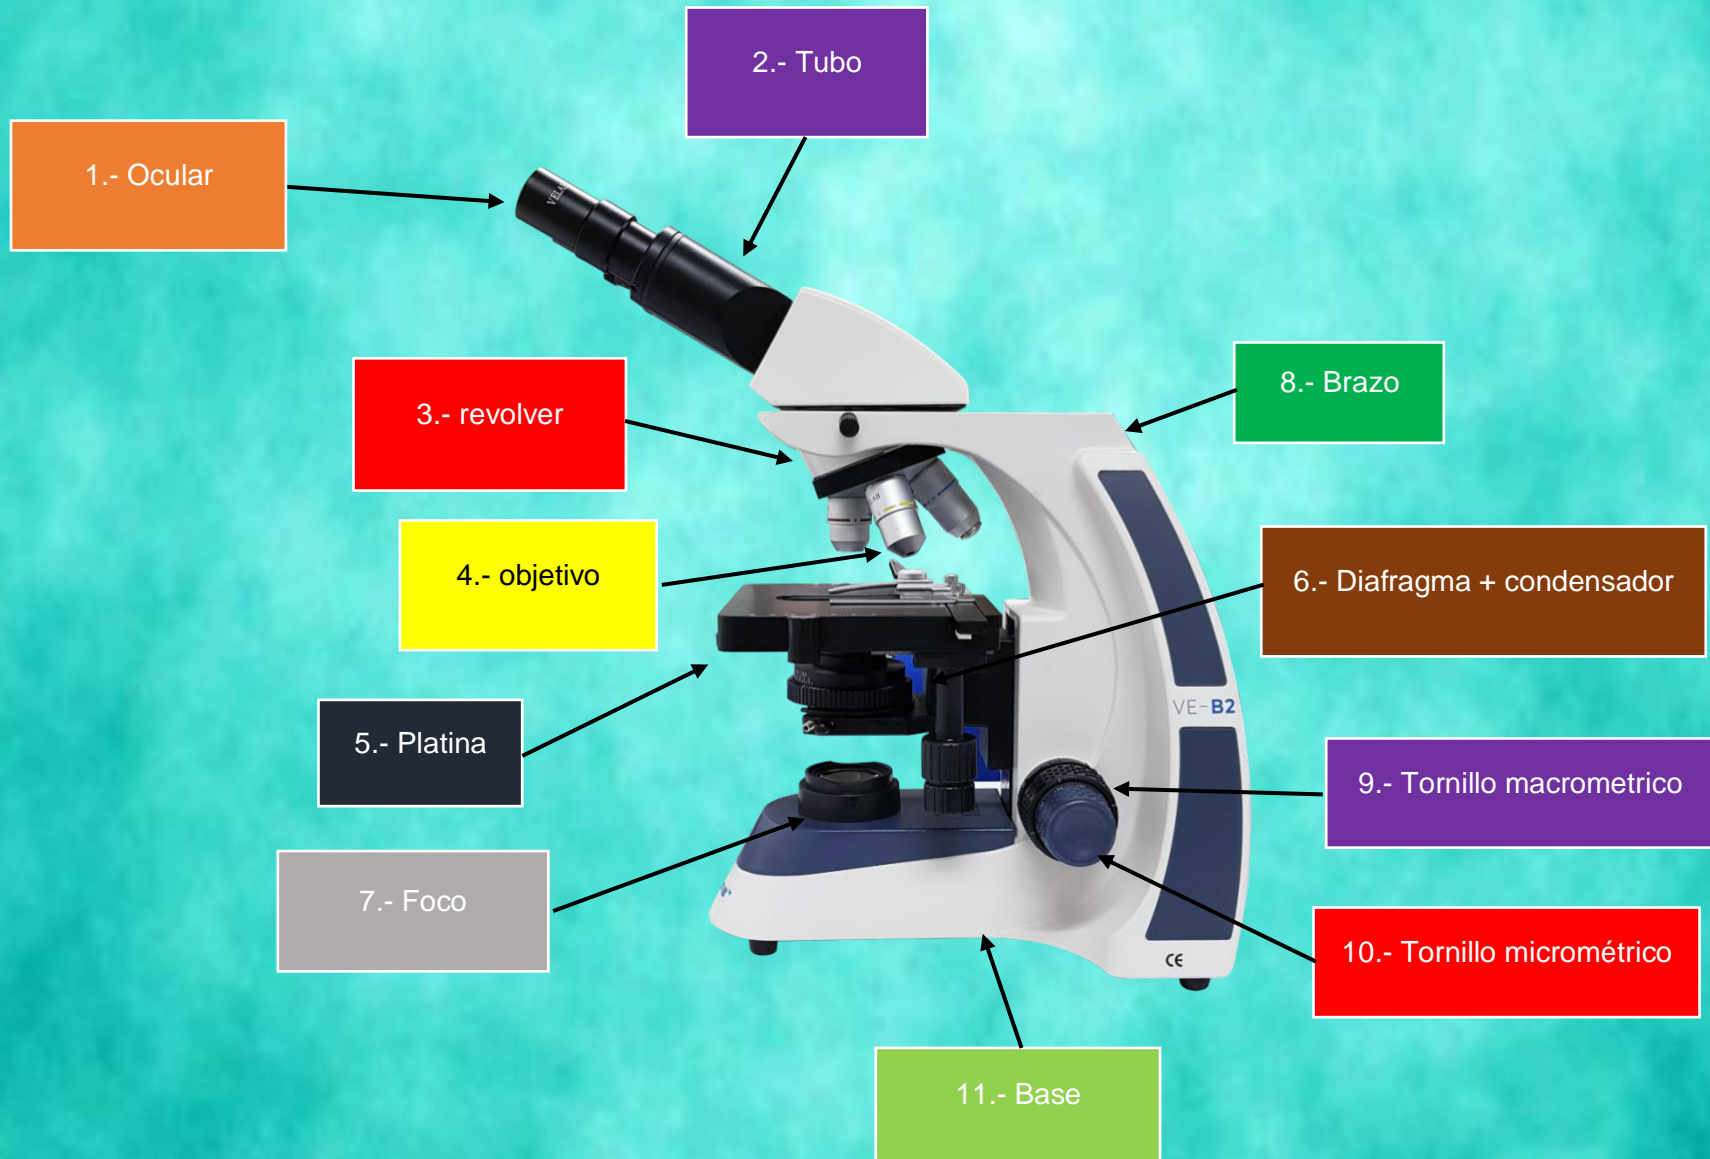 2.- Tubo
1.- Ocular
3.- revolver
8.- Brazo
4.- objetivo
6.- Diafragma + condensador
5.- Platina
VE-B2
9.- Tornillo macrometrico
7.- Foco
10.- Tornillo micrométrico
CE
11.- Base